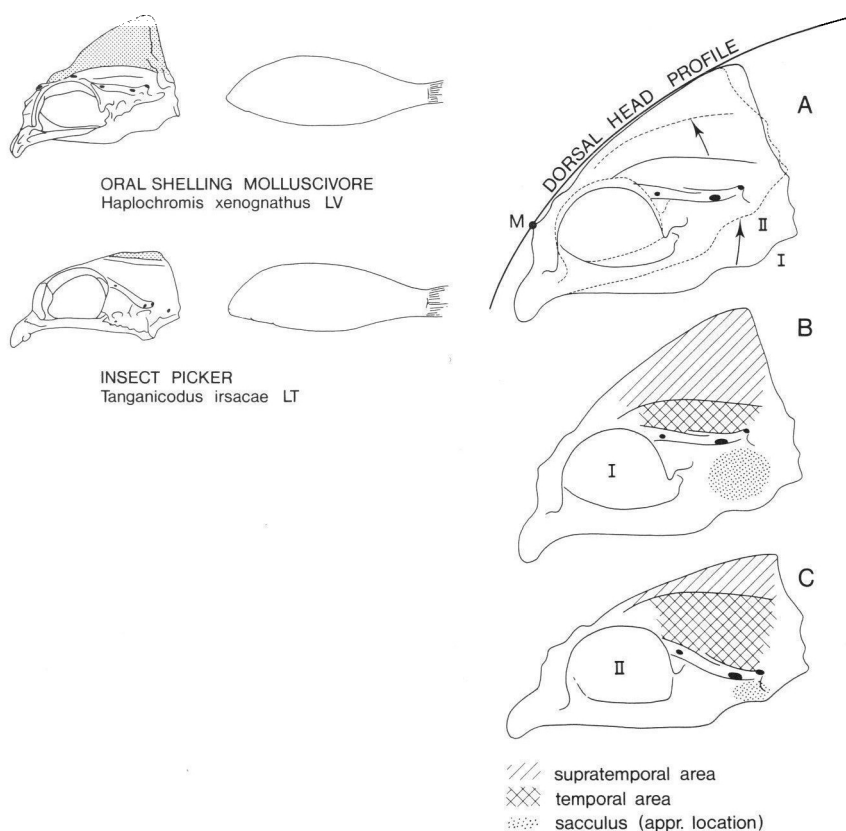 ORAL SHELLING MOLLUSCIVORE
Haplochromis xenognathus LV
INSECT PICKER
Tanganicodus irsacae LT
DORSAL HEAD PROFILE
A
M
II
I
B
I
C
II
supratemporal area
temporal area
sacculus (appr. location)